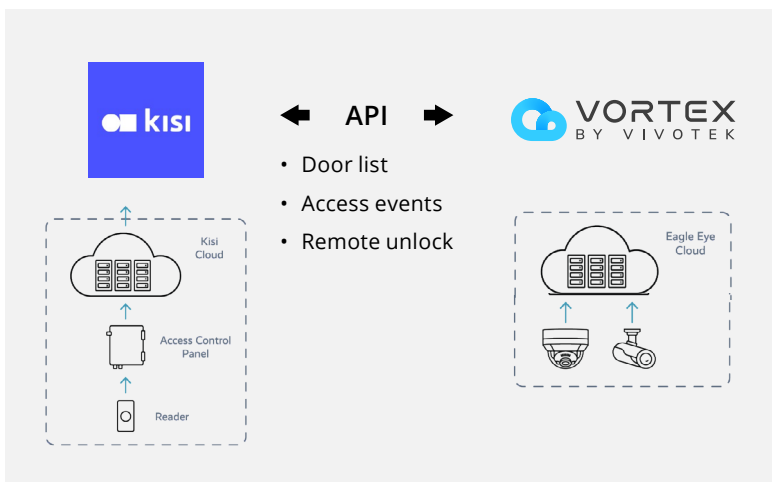 kisi
API
VORTEX
BY VIVOTEK
• Door list
• Access events
• Remote unlock
Kisi
Cloud
Access Control
Panel
Reader
Eagle Eye
Cloud